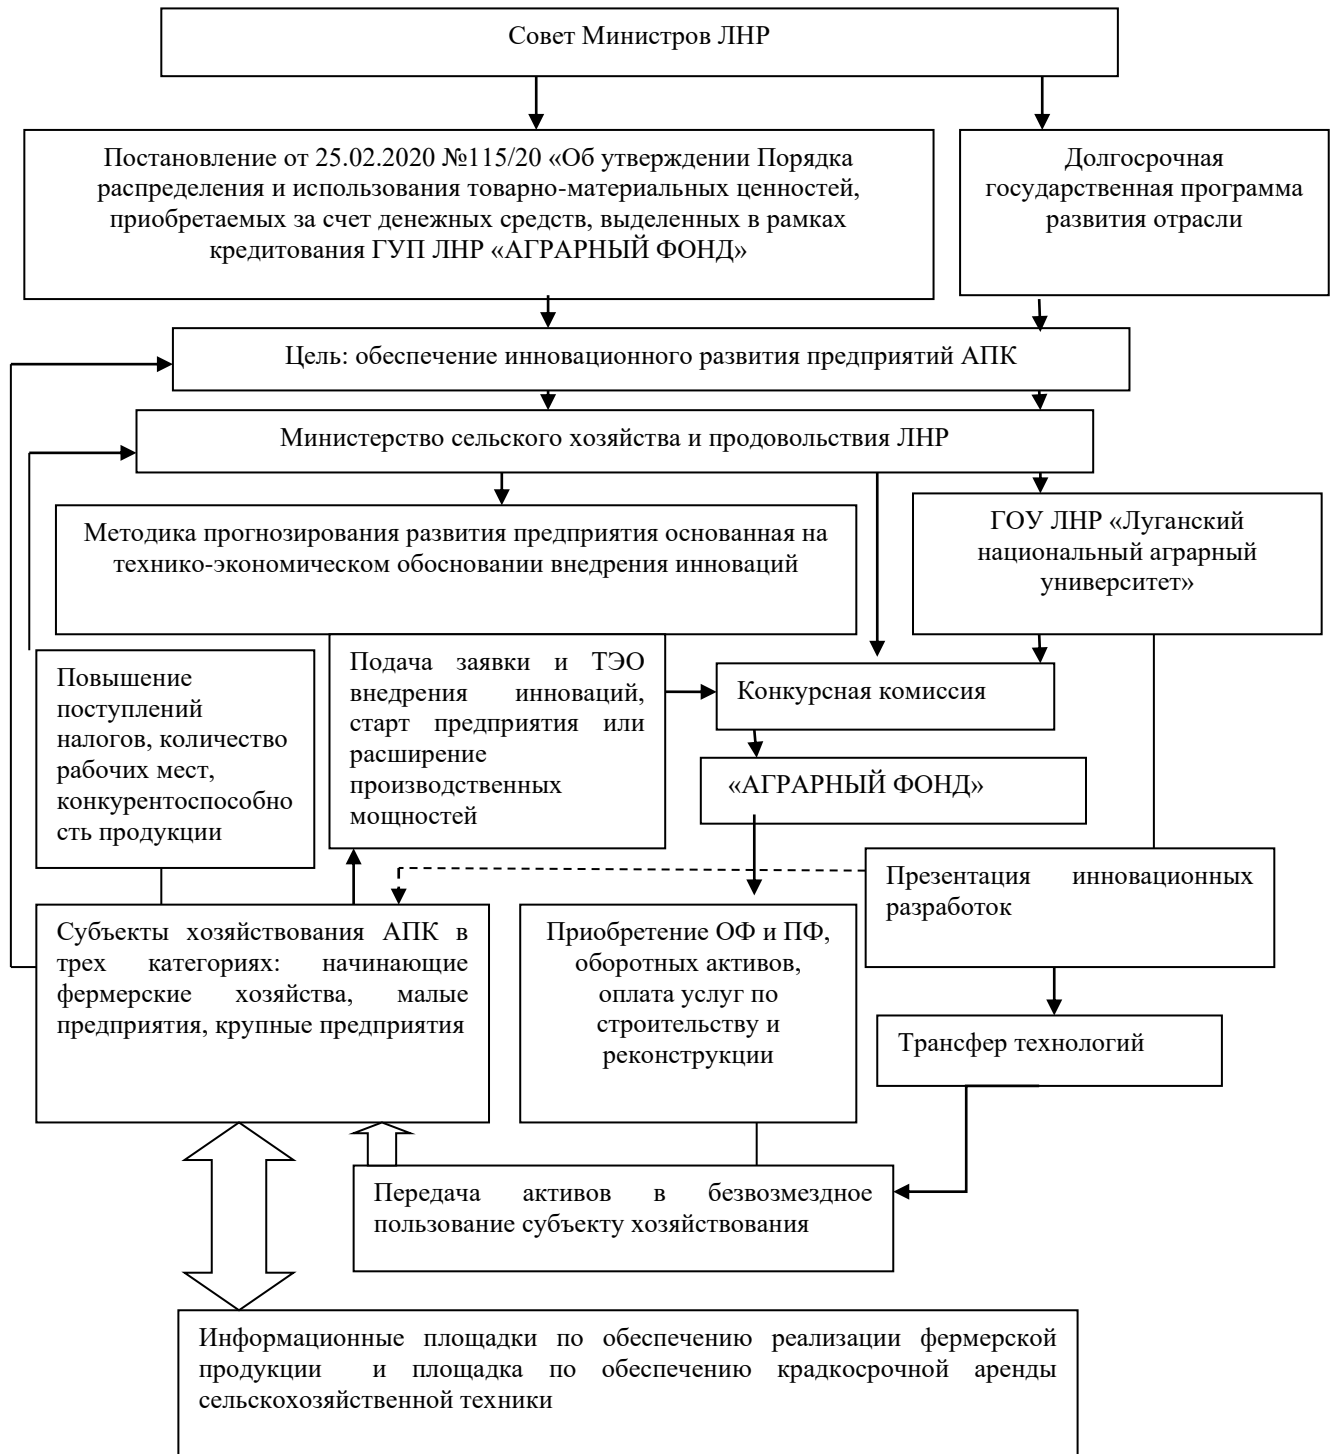 Совет Министров ЛНР
Постановление от 25.02.2020 №115/20 «Об утверждении Порядка
распределения и использования товарно-материальных ценностей,
приобретаемых за счет денежных средств, выделенных в рамках
кредитования ГУП ЛНР «АГРАРНЫЙ ФОНД»
Долгосрочная
государственная программа
развития отрасли
Цель: обеспечение инновационного развития предприятий АПК
Министерство сельского хозяйства и продовольствия ЛНР
Методика прогнозирования развития предприятия основанная на
технико-экономическом обосновании внедрения инноваций
ГОУ ЛНР «Луганский
национальный аграрный
университет»
Повышение
поступлений
налогов, количество
рабочих мест,
конкурентоспособно
сть продукции
Подача заявки и ТЭО
внедрения инноваций,
старт предприятия или
расширение
производственных
мощностей
Конкурсная комиссия
«АГРАРНЫЙ ФОНД»
Презентация инновационных
разработок
Субъекты хозяйствования АПК в
трех категориях: начинающие
фермерские хозяйства, малые
предприятия, крупные предприятия
Приобретение ОФ и ПФ,
оборотных активов,
оплата услуг по
строительству и
реконструкции
Трансфер технологий
Передача активов в безвозмездное
пользование субъекту хозяйствования
Информационные площадки по обеспечению реализации фермерской
продукции и площадка по обеспечению крадкосрочной аренды
сельскохозяйственной техники